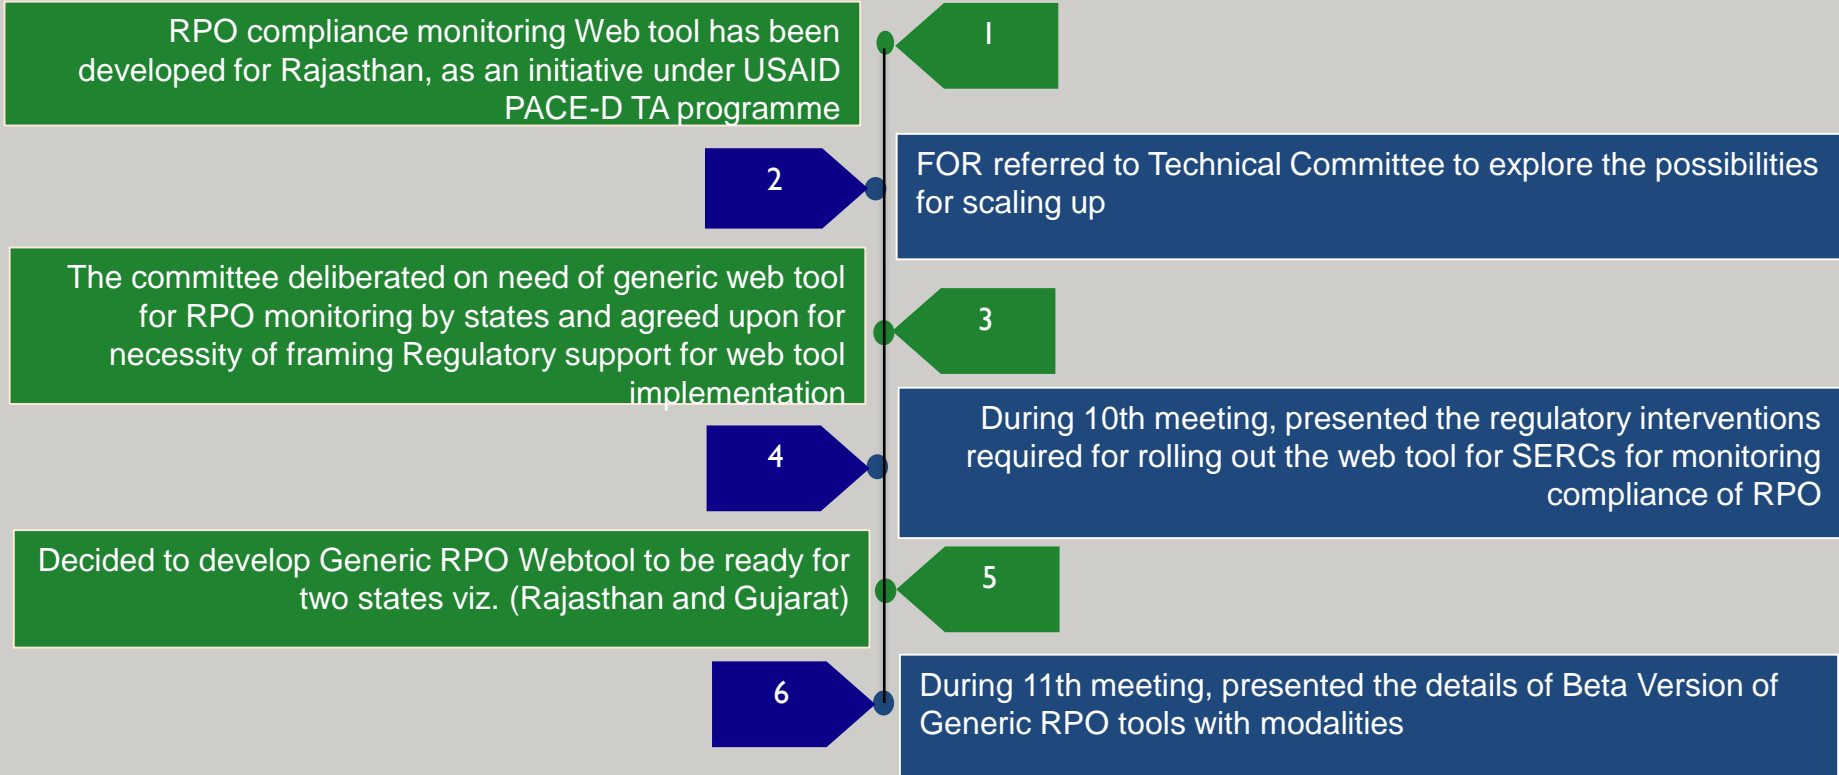 RPO compliance monitoring Web tool has been
developed for Rajasthan, as an initiative under USAID
PACE-D TA programme
1
2
FOR referred to Technical Committee to explore the possibilities
for scaling up
The committee deliberated on need of generic web tool
for RPO monitoring by states and agreed upon for
necessity of framing Regulatory support for web tool
implementation
3
4
During 10th meeting, presented the regulatory interventions
required for rolling out the web tool for SERCs for monitoring
compliance of RPO
Decided to develop Generic RPO Webtool to be ready for
two states viz. (Rajasthan and Gujarat)
5
6
During 11th meeting, presented the details of Beta Version of
Generic RPO tools with modalities